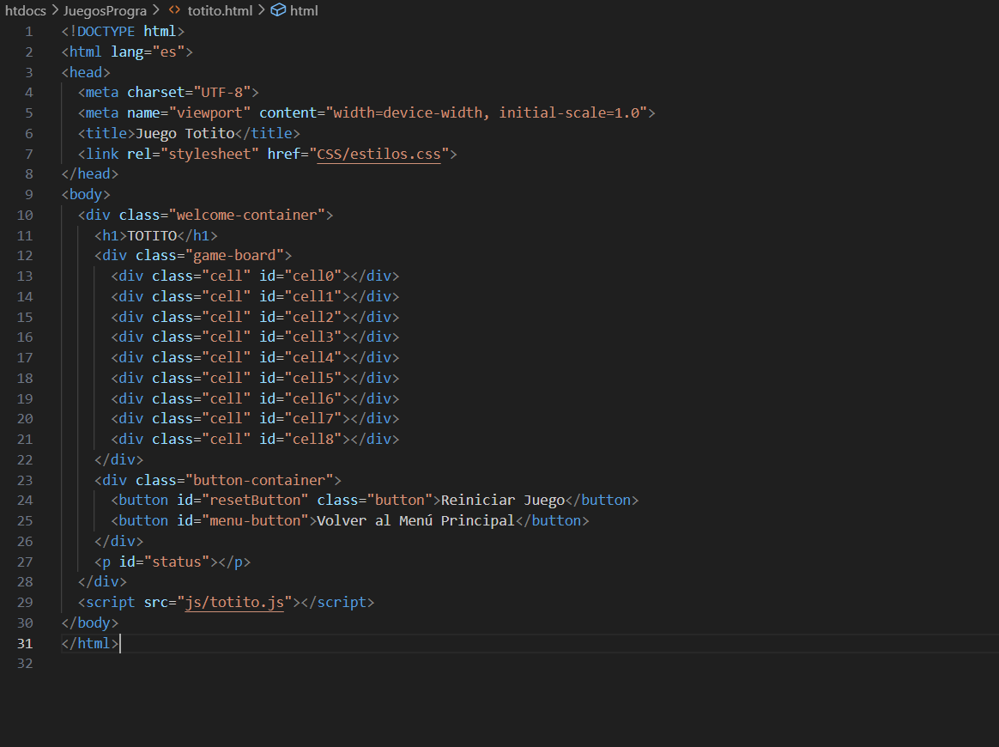 htdocs > JuegosProgra > <> totito.html > html
1 <!DOCTYPE html>
2 <html lang="es">
3 <head>
4   <meta charset="UTF-8">
5   <meta name="viewport" content="width=device-width, initial-scale=1.0">
6   <title>Juego Totito</title>
7   <link rel="stylesheet" href="CSS/estilos.css">
8 </head>
9 <body>
10   <div class="welcome-container">
11     <h1>TOTITO</h1>
12     <div class="game-board">
13       <div class="cell" id="cell0"></div>
14       <div class="cell" id="cell1"></div>
15       <div class="cell" id="cell2"></div>
16       <div class="cell" id="cell3"></div>
17       <div class="cell" id="cell4"></div>
18       <div class="cell" id="cell5"></div>
19       <div class="cell" id="cell6"></div>
20       <div class="cell" id="cell7"></div>
21       <div class="cell" id="cell8"></div>
22     </div>
23     <div class="button-container">
24       <button id="resetButton" class="button">Reiniciar Juego</button>
25       <button id="menu-button">Volver al Menú Principal</button>
26     </div>
27     <p id="status"></p>
28   </div>
29   <script src="js/totito.js"></script>
30 </body>
31 </html>
32